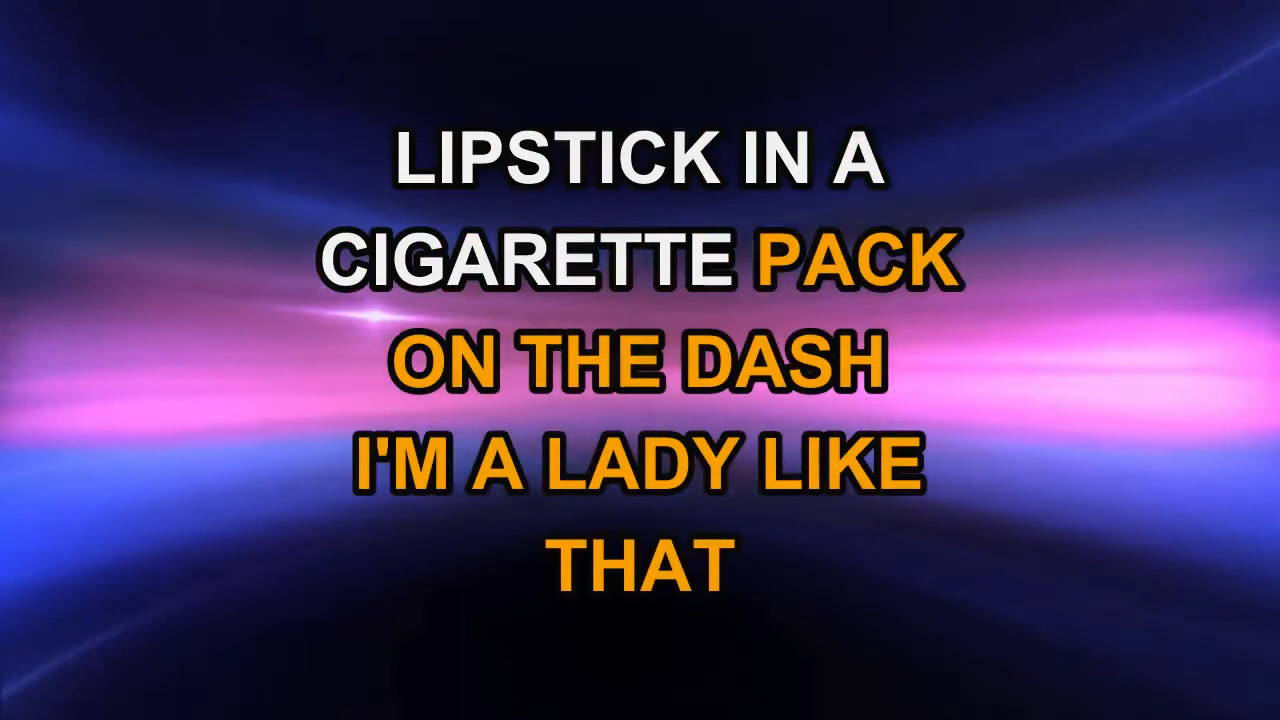 LIPSTICK IN A
CIGARETTE PACK
ON THE DASH
I'M A LADY LIKE
THAT